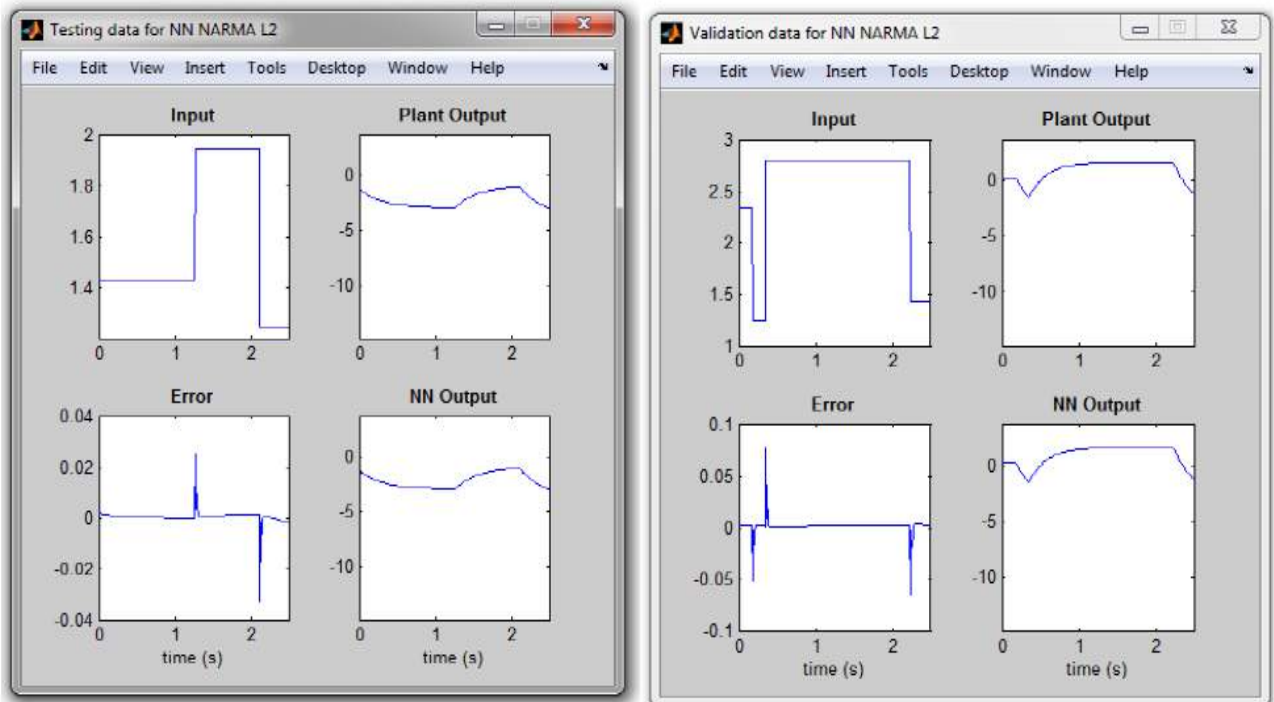 Testing data for NN NARMA L2
File Edit View Insert Tools Desktop Window Help
Input
2
1.8
1.6
1.4
0 1 2
Plant Output
0
-5
-10
0 1 2
Error
0.04
0.02
0
-0.02
-0.04
0 1 2
time (s)
NN Output
0
-5
-10
0 1 2
time (s)
Validation data for NN NARMA L2
File Edit View Insert Tools Desktop Window Help
Input
3
2.5
2
1.5
1
0 1 2
Plant Output
0
-5
-10
0 1 2
Error
0.1
0.05
0
-0.05
-0.1
0 1 2
time (s)
NN Output
0
-5
-10
0 1 2
time (s)